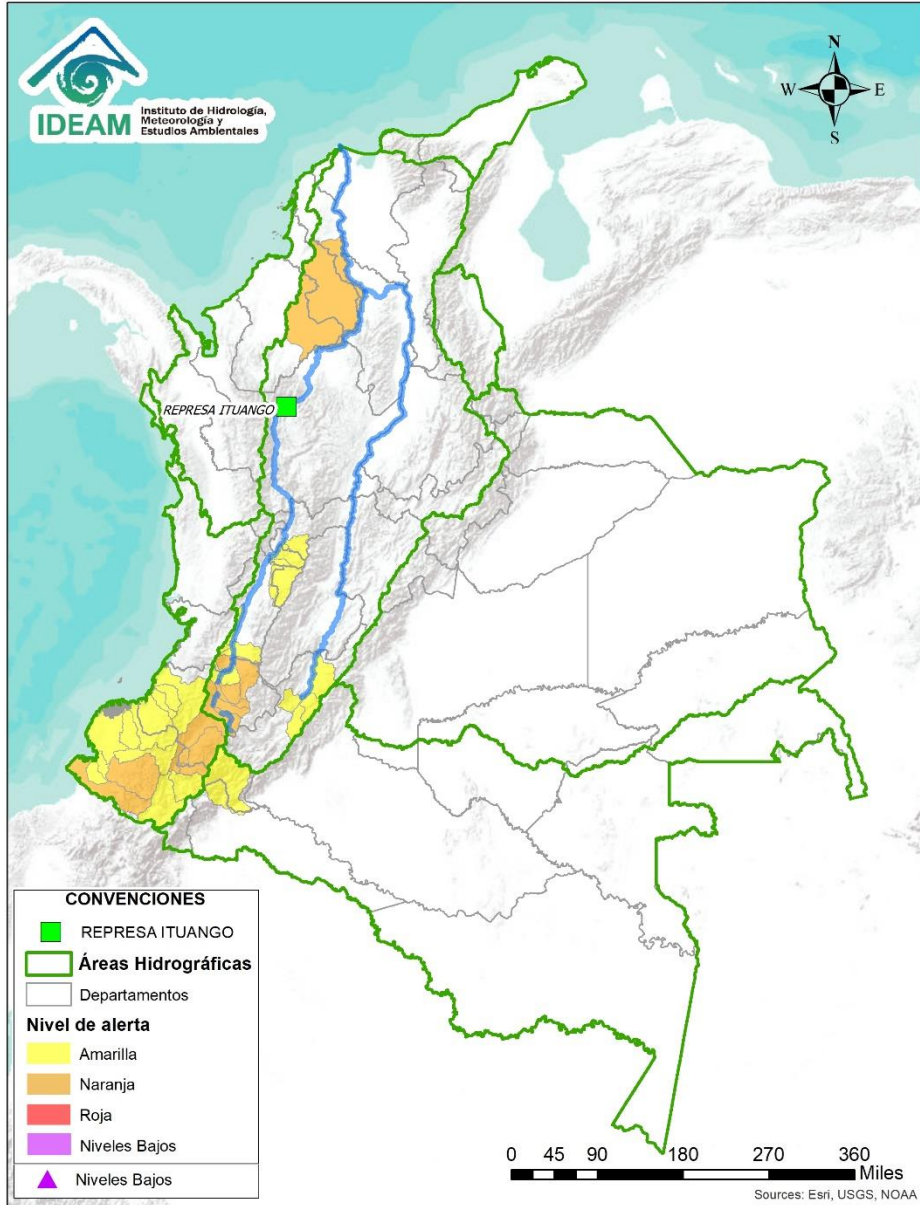 IDEAM
Instituto de Hidrología,
Meteorología y
Estudios Ambientales
N
W
E
S
REPRESA ITUANGO
CONVENCIONES
REPRESA ITUANGO
Áreas Hidrográficas
Departamentos
Nivel de alerta
Amarilla
Naranja
Roja
Niveles Bajos
Niveles Bajos
0 45 90 180 270 360
Miles
Sources: Esri, USGS, NOAA